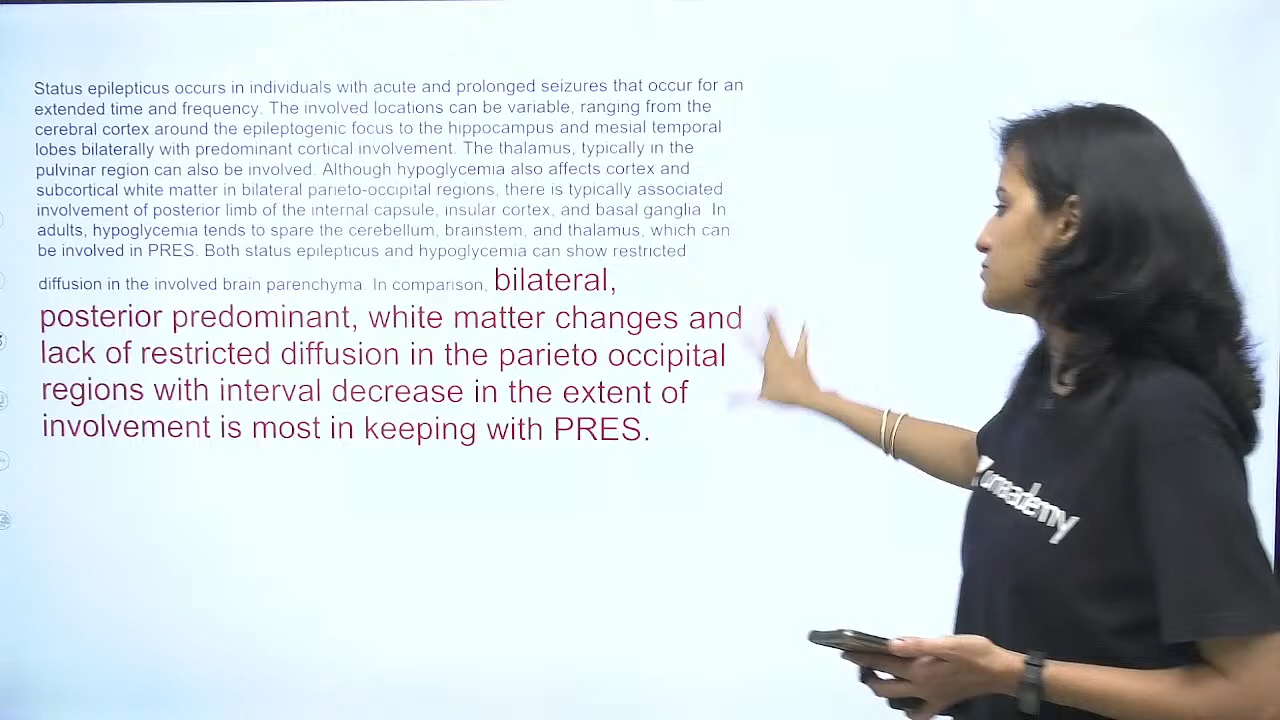 Status epilepticus occurs in individuals with acute and prolonged seizures that occur for an
extended time and frequency. The involved locations can be variable, ranging from the
cerebral cortex around the epileptogenic focus to the hippocampus and mesial temporal
lobes bilaterally with predominant cortical involvement. The thalamus, typically in the
pulvinar region can also be involved. Although hypoglycemia also affects cortex and
subcortical white matter in bilateral parieto-occipital regions, there is typically associated
involvement of posterior limb of the internal capsule, insular cortex, and basal ganglia. In
adults, hypoglycemia tends to spare the cerebellum, brainstem, and thalamus, which can
be involved in PRES. Both status epilepticus and hypoglycemia can show restricted
diffusion in the involved brain parenchyma. In comparison, bilateral,
posterior predominant, white matter changes and
lack of restricted diffusion in the parieto occipital
regions with interval decrease in the extent of
involvement is most in keeping with PRES.
unacademy